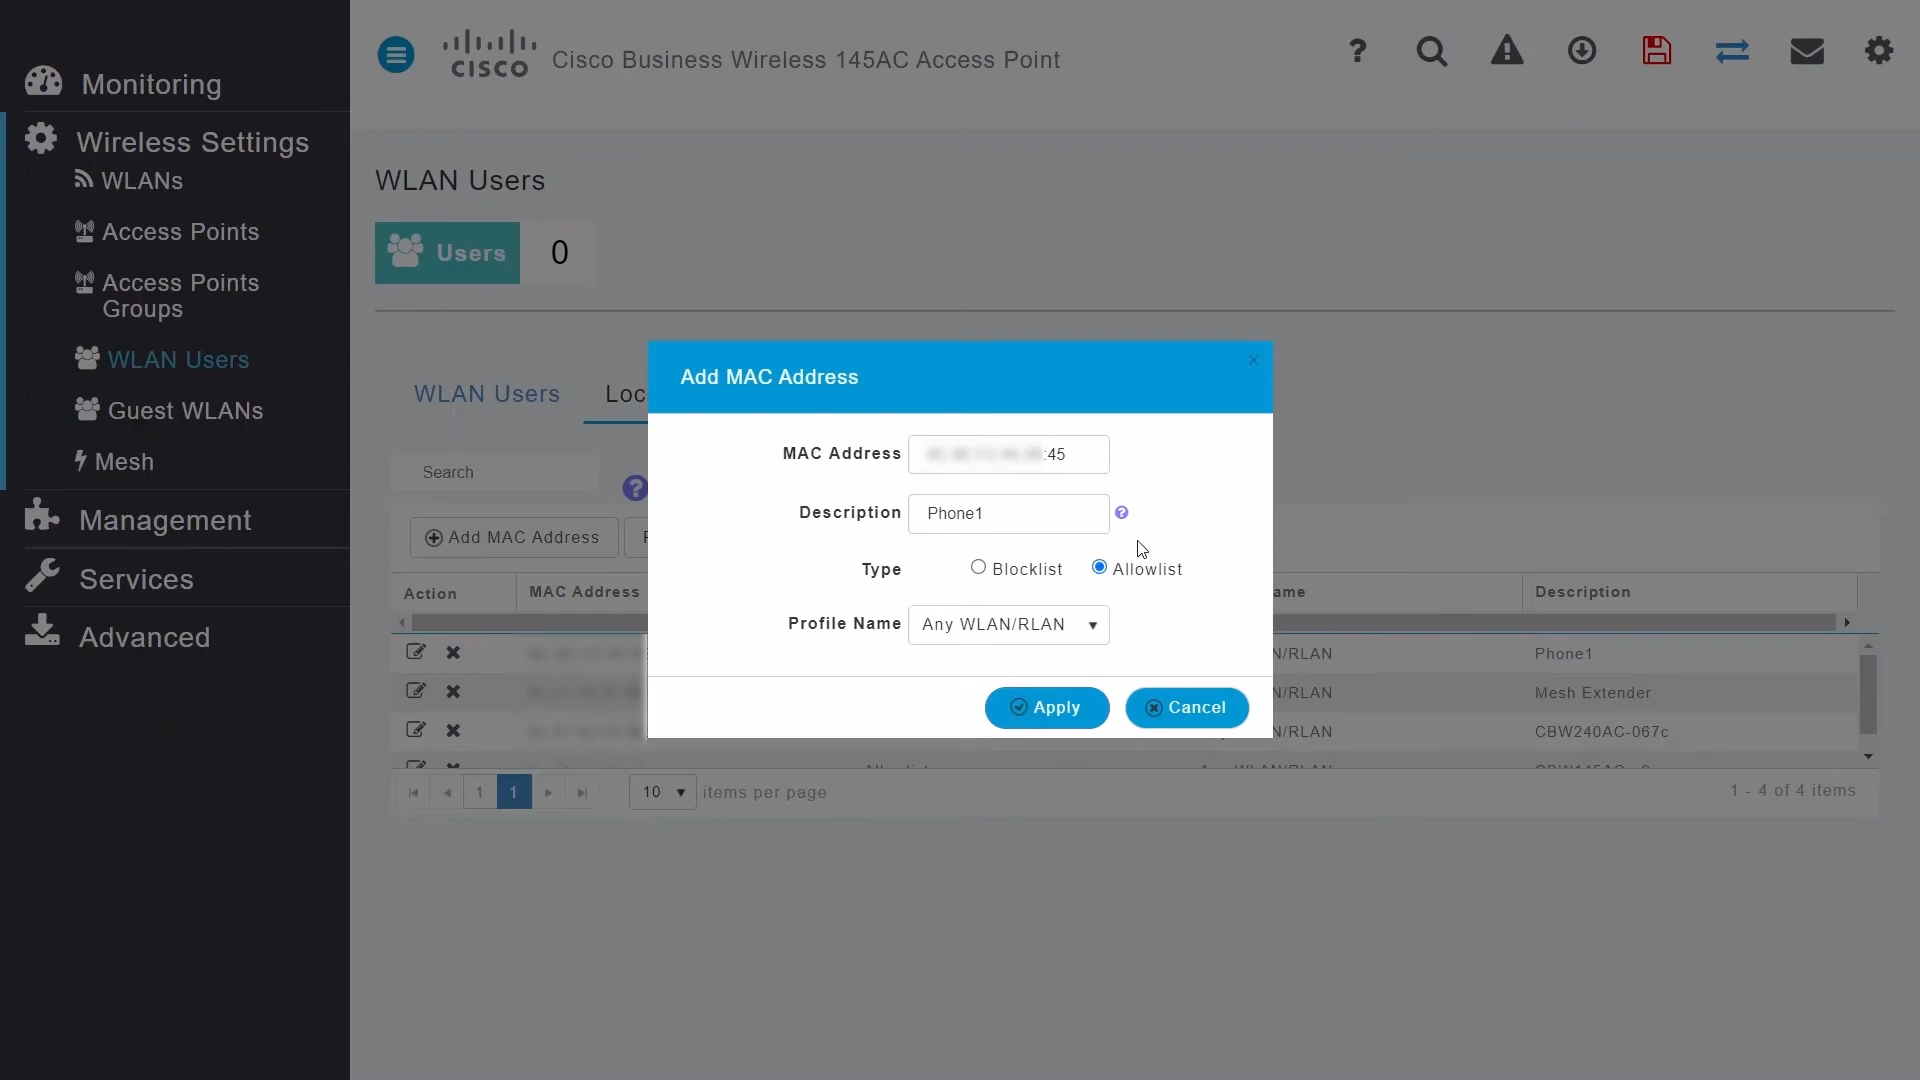 Monitoring
Wireless Settings
WLANs
Access Points
Access Points
Groups
WLAN Users
Guest WLANs
Mesh
Management
Services
Advanced
CISCO
Cisco Business Wireless 145AC Access Point
WLAN Users
Users
0
WLAN Users
Loc
Search
Add MAC Address
Action
MAC Address
ame
Description
N/RLAN
Phone1
N/RLAN
Mesh Extender
N/RLAN
CBW240AC-067c
1
1
10
items per page
1 - 4 of 4 items
Add MAC Address
MAC Address
:45
Description
Phone1
?
Type
Blocklist
Allowlist
Profile Name
Any WLAN/RLAN
Apply
Cancel